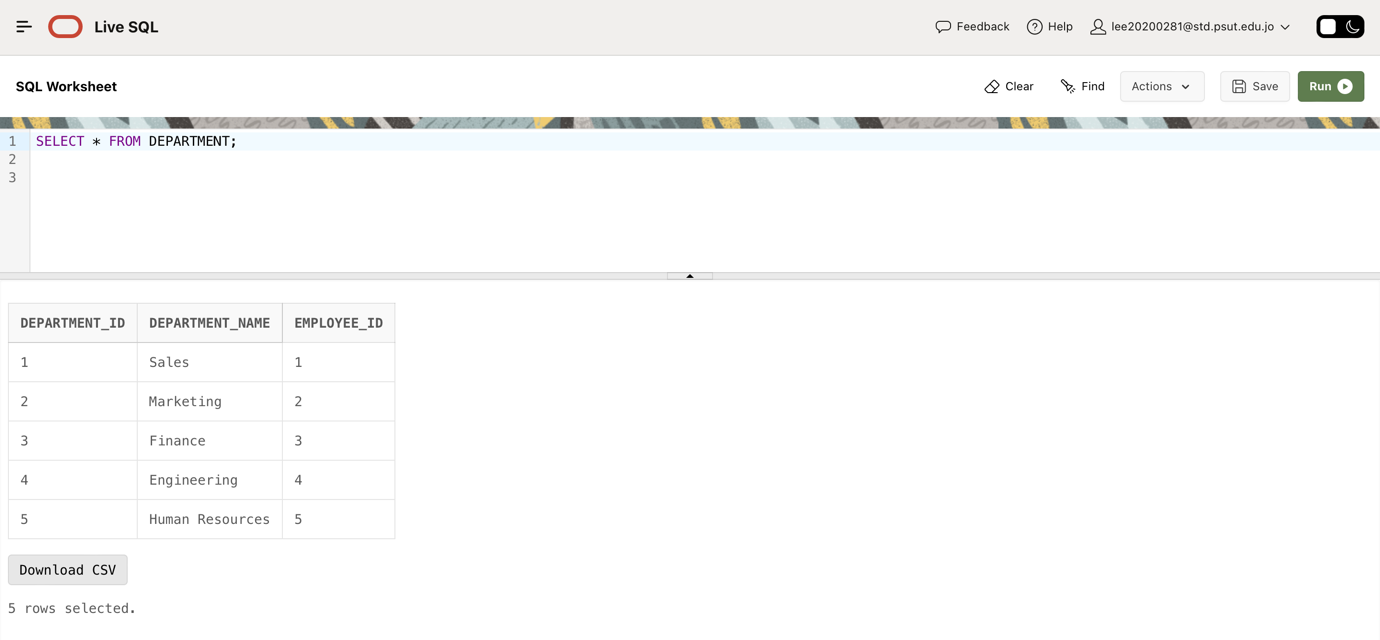 Live SQL
Feedback Help lee20200281@std.psut.edu.jo
SQL Worksheet
Clear Find Actions Save Run
1 SELECT * FROM DEPARTMENT;
2
3
DEPARTMENT_ID DEPARTMENT_NAME EMPLOYEE_ID
1 Sales 1
2 Marketing 2
3 Finance 3
4 Engineering 4
5 Human Resources 5
Download CSV
5 rows selected.